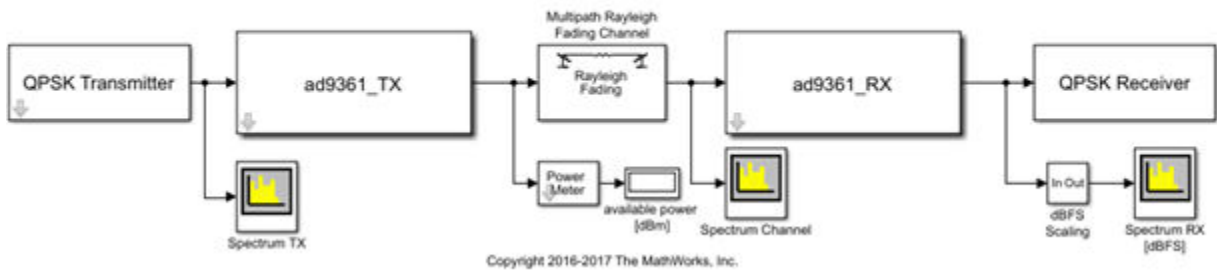 Multipath Rayleigh
Fading Channel
QPSK Transmitter
ad9361_TX
Rayleigh
Fading
ad9361_RX
QPSK Receiver
Power
Meter
In Out
available power
[dBm]
dBFS
Scaling
Spectrum TX
Spectrum Channel
Spectrum RX
[dBFS]
Copyright 2016-2017 The MathWorks, Inc.